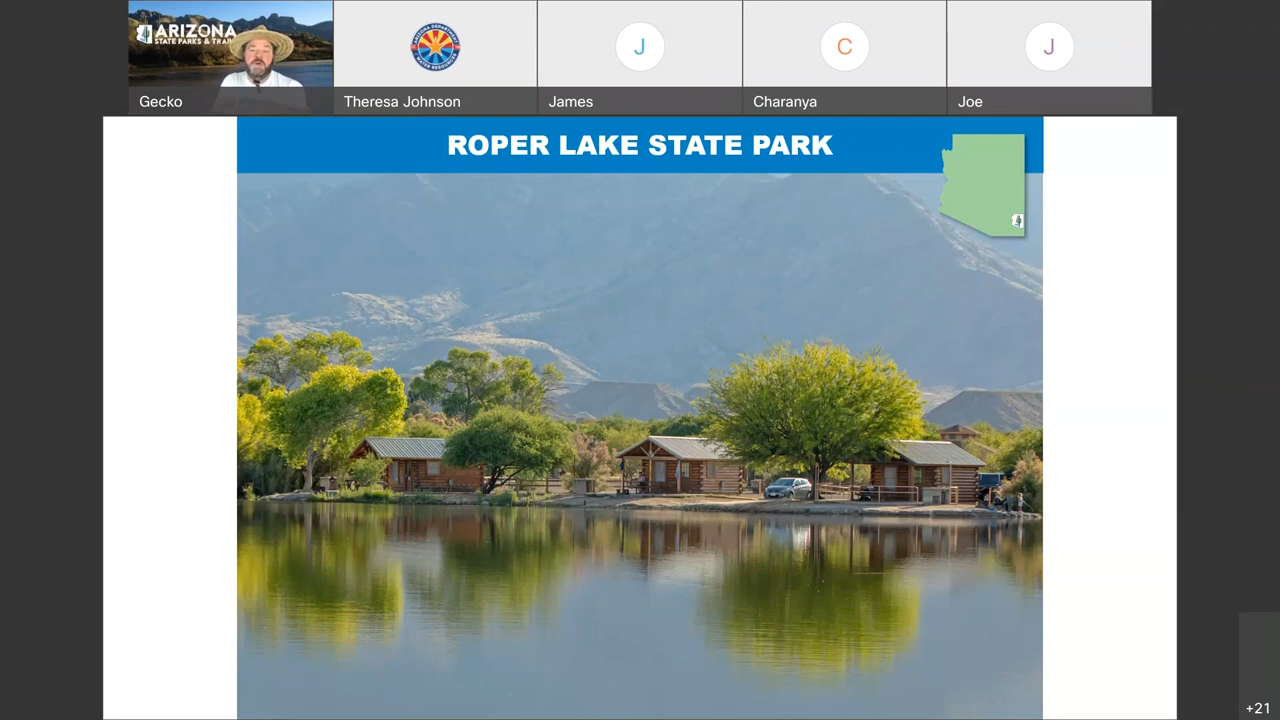 ARIZONA
STATE PARKS & TRAILS
J
C
J
Gecko
Theresa Johnson
James
Charanya
Joe
ROPER LAKE STATE PARK
+21